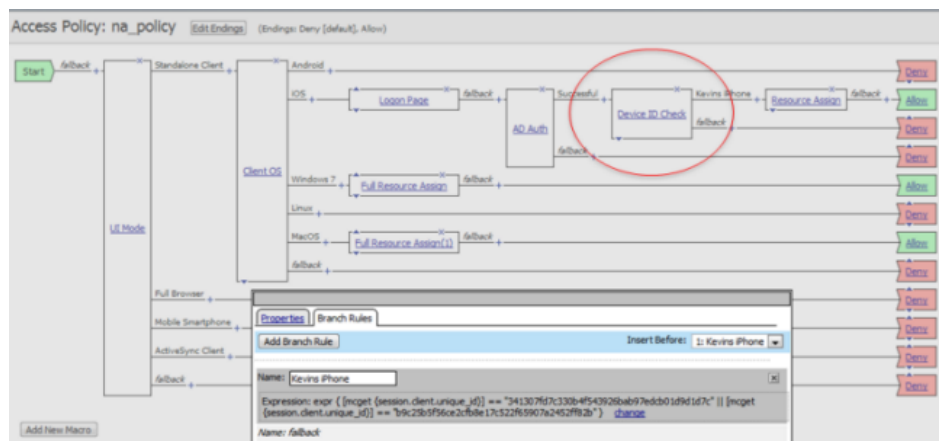 Access Policy: na_policy Edit Endings (Endings: Deny [default], Allow)
Start fallback + Standalone Client + Android + Deny
iOS + Logon Page fallback + Successful + Kevins iPhone + Resource Assign fallback + Allow
Device ID Check
AD Auth fallback + Deny
fallback + Deny
Client OS
Windows 7 + Full Resource Assign fallback + Allow
Linux + Deny
UI Mode
MacOS + Full Resource Assign(1) fallback + Allow
fallback + Deny
Full Browser + Deny
Properties Branch Rules
Mobile Smartphone + Deny
Add Branch Rule Insert Before: 1: Kevins iPhone
ActiveSync Client + Deny
fallback + Deny
Name: Kevins iPhone
Expression: expr { [mcget {session.client.unique_id}] == "341307fd7c330b4f543926bab97edcb01d9d1d7c" || [mcget
{session.client.unique_id}] == "b9c25b5f56ce2cfb8e17c522f65907a2452ff82b" } change
Add New Macro
Name: fallback